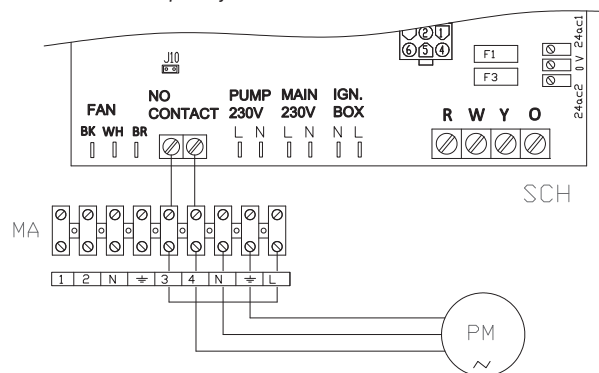 J10
FAN
BK WH BR
NO
CONTACT
PUMP
230V
L N
MAIN
230V
L N
IGN.
BOX
N L
2 1
6 5 4
F1
F3
24ac2 0 V 24ac1
R W Y O
SCH
MA
1 2 N 3 4 N L
PM